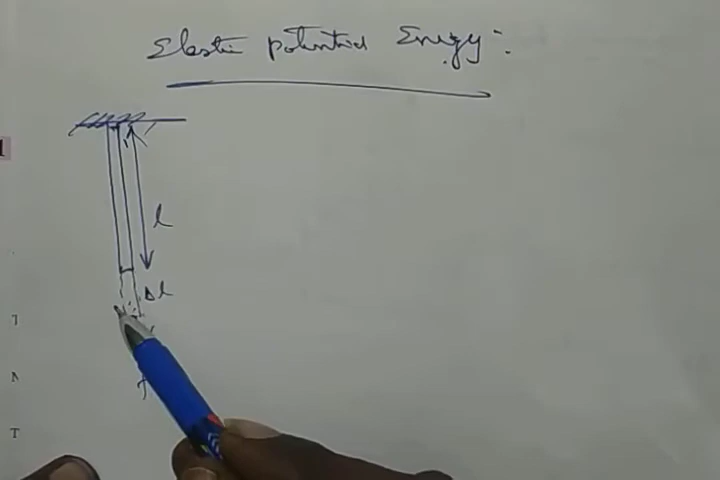 Elastic potential Energy :
l
Δl
f